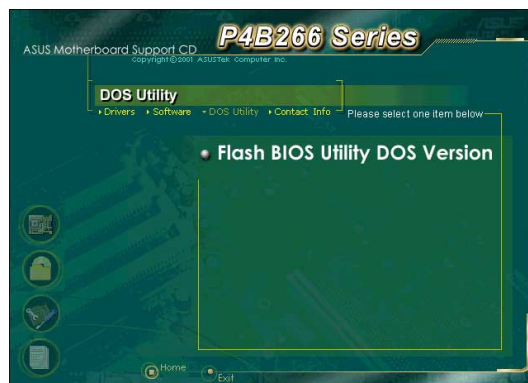 P4B266 Series
ASUS Motherboard Support CD
Copyright©2001 ASUSTek Computer Inc.
DOS Utility
Drivers Software DOS Utility Contact Info
Please select one item below
Flash BIOS Utility DOS Version
Home
Exit